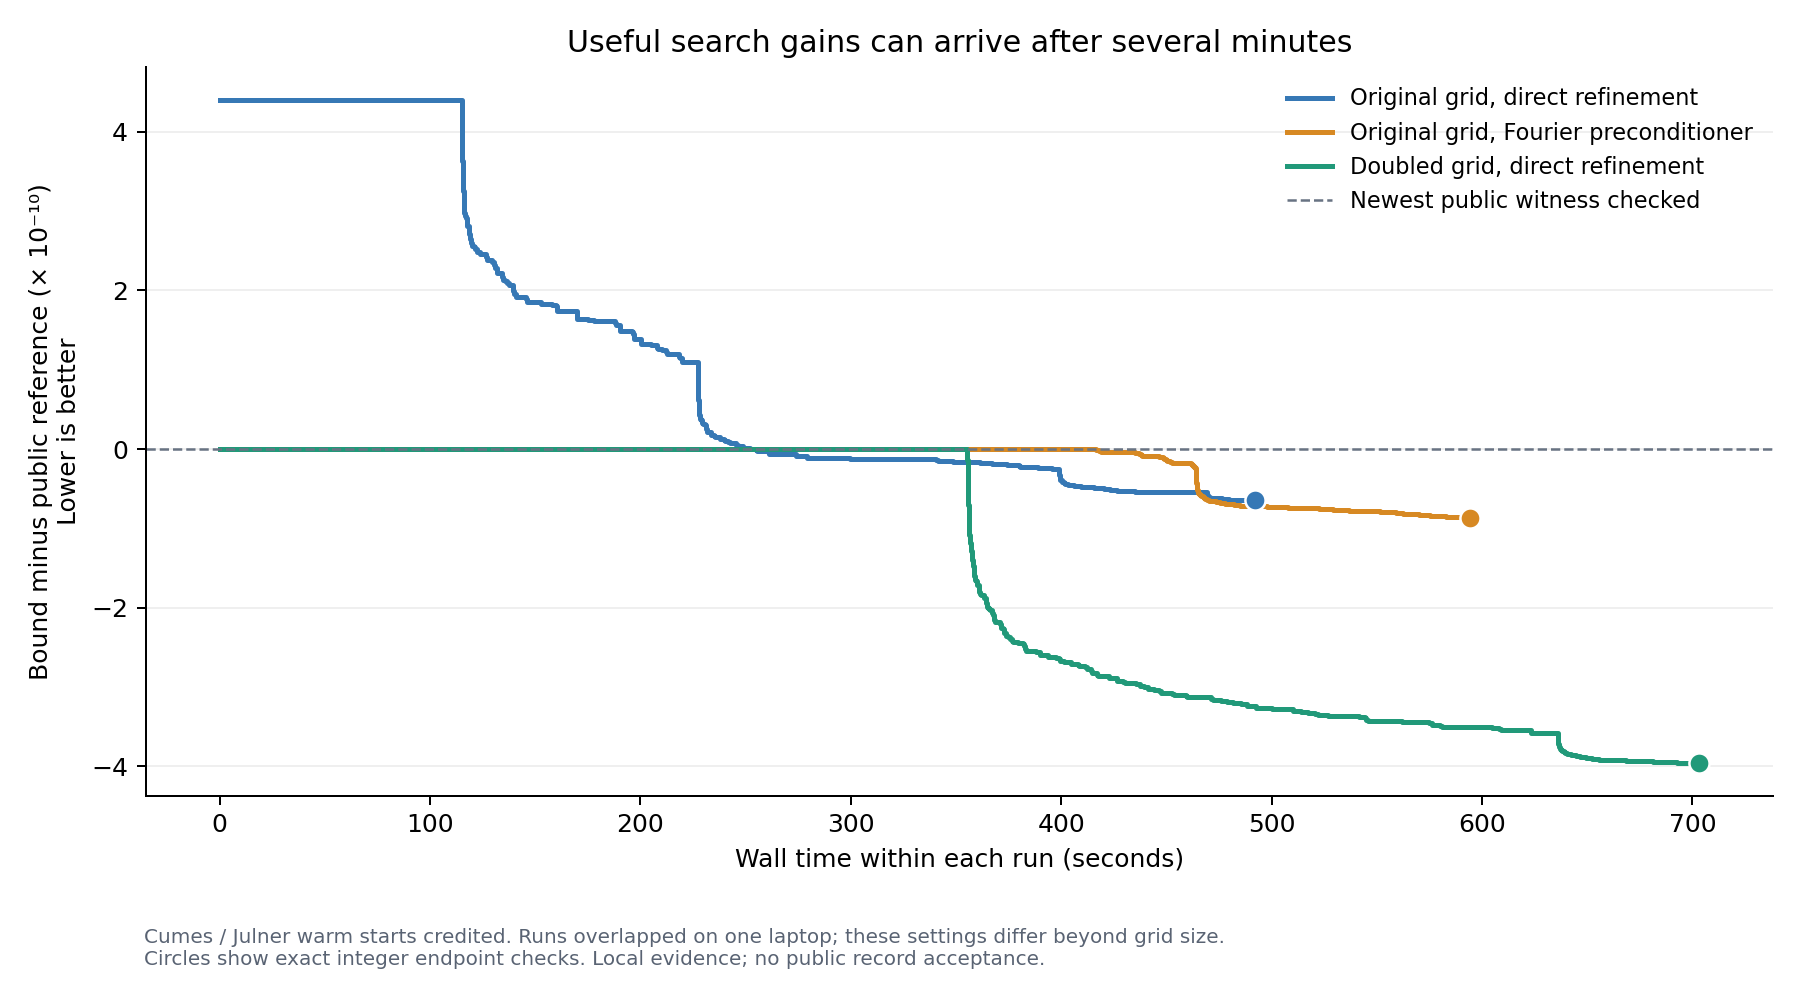 Useful search gains can arrive after several minutes
Original grid, direct refinement
Original grid, Fourier preconditioner
Doubled grid, direct refinement
Newest public witness checked
Bound minus public reference (× 10⁻¹⁰)
Lower is better
4
2
0
−2
−4
0 100 200 300 400 500 600 700
Wall time within each run (seconds)
Cumes / Julner warm starts credited. Runs overlapped on one laptop; these settings differ beyond grid size.
Circles show exact integer endpoint checks. Local evidence; no public record acceptance.